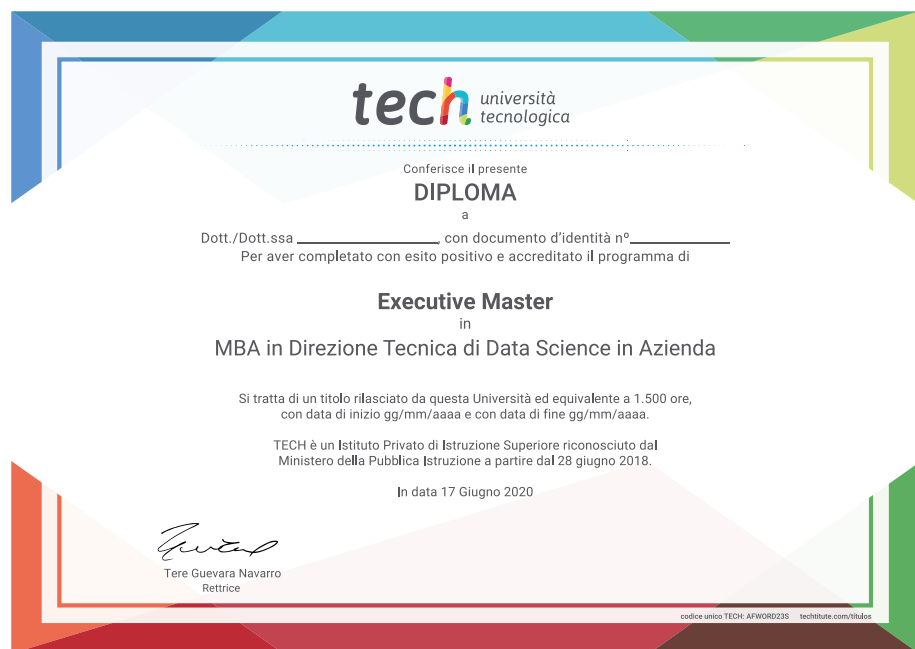 tech università
tecnologica
Conferisce il presente
DIPLOMA
a
Dott./Dott.ssa ____________________, con documento d'identità nº______________
Per aver completato con esito positivo e accreditato il programma di
Executive Master
in
MBA in Direzione Tecnica di Data Science in Azienda
Si tratta di un titolo rilasciato da questa Università ed equivalente a 1.500 ore,
con data di inizio gg/mm/aaaa e con data di fine gg/mm/aaaa.
TECH è un Istituto Privato di Istruzione Superiore riconosciuto dal
Ministero della Pubblica Istruzione a partire dal 28 giugno 2018.
In data 17 Giugno 2020
Tere Guevara Navarro
Rettrice
codice unico TECH: AFWORD23S techtitute.com/titulos